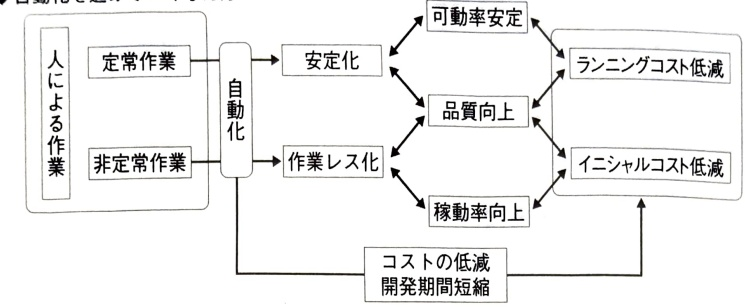 人による作業
定常作業
非定常作業
自動化
安定化
作業レス化
可動率安定
品質向上
稼動率向上
ランニングコスト低減
イニシャルコスト低減
コストの低減
開発期間短縮